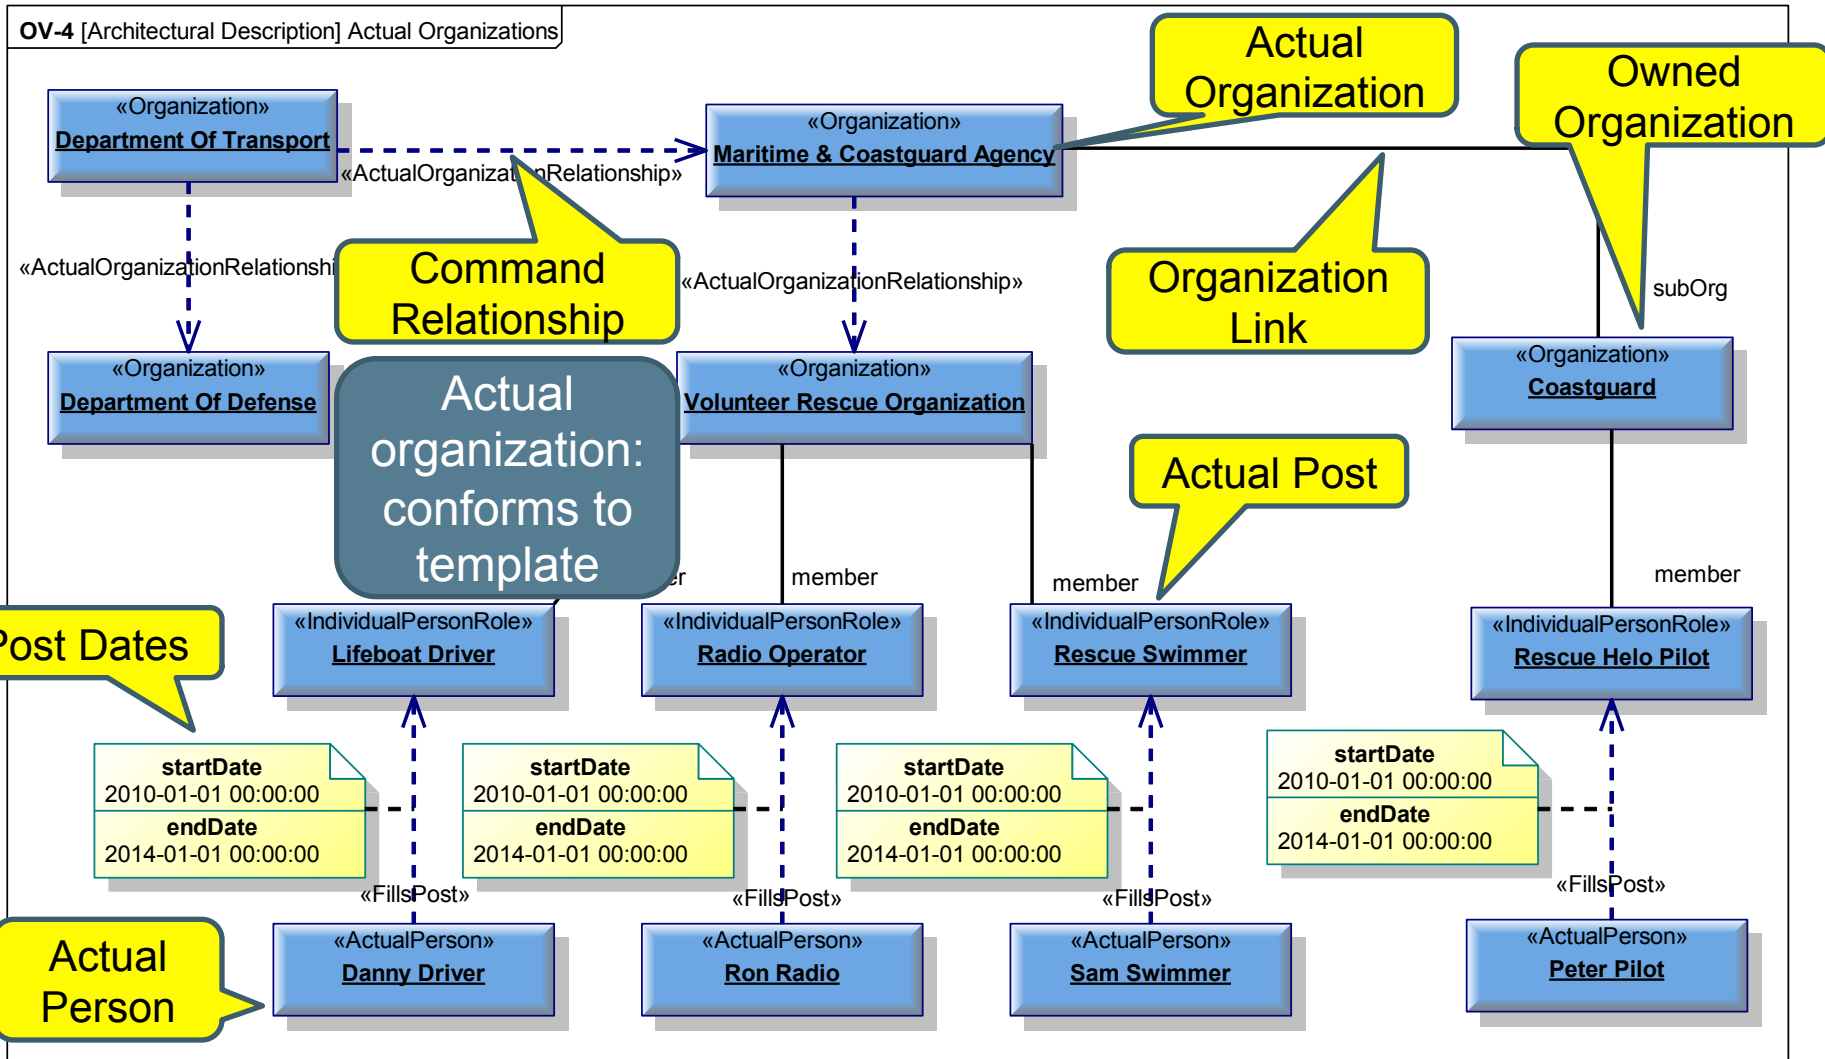 OV-4 [Architectural Description] Actual Organizations
Actual
Organization
Owned
Organization
«Organization»
Department Of Transport
«Organization»
Maritime & Coastguard Agency
«ActualOrganizationRelationship»
«ActualOrganizationRelationshi
Command
Relationship
«ActualOrganizationRelationship»
Organization
Link
subOrg
«Organization»
Department Of Defense
Actual
organization:
conforms to
template
«Organization»
Volunteer Rescue Organization
«Organization»
Coastguard
Actual Post
er
member
member
member
Post Dates
«IndividualPersonRole»
Lifeboat Driver
«IndividualPersonRole»
Radio Operator
«IndividualPersonRole»
Rescue Swimmer
«IndividualPersonRole»
Rescue Helo Pilot
startDate
2010-01-01 00:00:00
endDate
2014-01-01 00:00:00
startDate
2010-01-01 00:00:00
endDate
2014-01-01 00:00:00
startDate
2010-01-01 00:00:00
endDate
2014-01-01 00:00:00
startDate
2010-01-01 00:00:00
endDate
2014-01-01 00:00:00
«FillsPost»
«FillsPost»
«FillsPost»
«FillsPost»
Actual
Person
«ActualPerson»
Danny Driver
«ActualPerson»
Ron Radio
«ActualPerson»
Sam Swimmer
«ActualPerson»
Peter Pilot